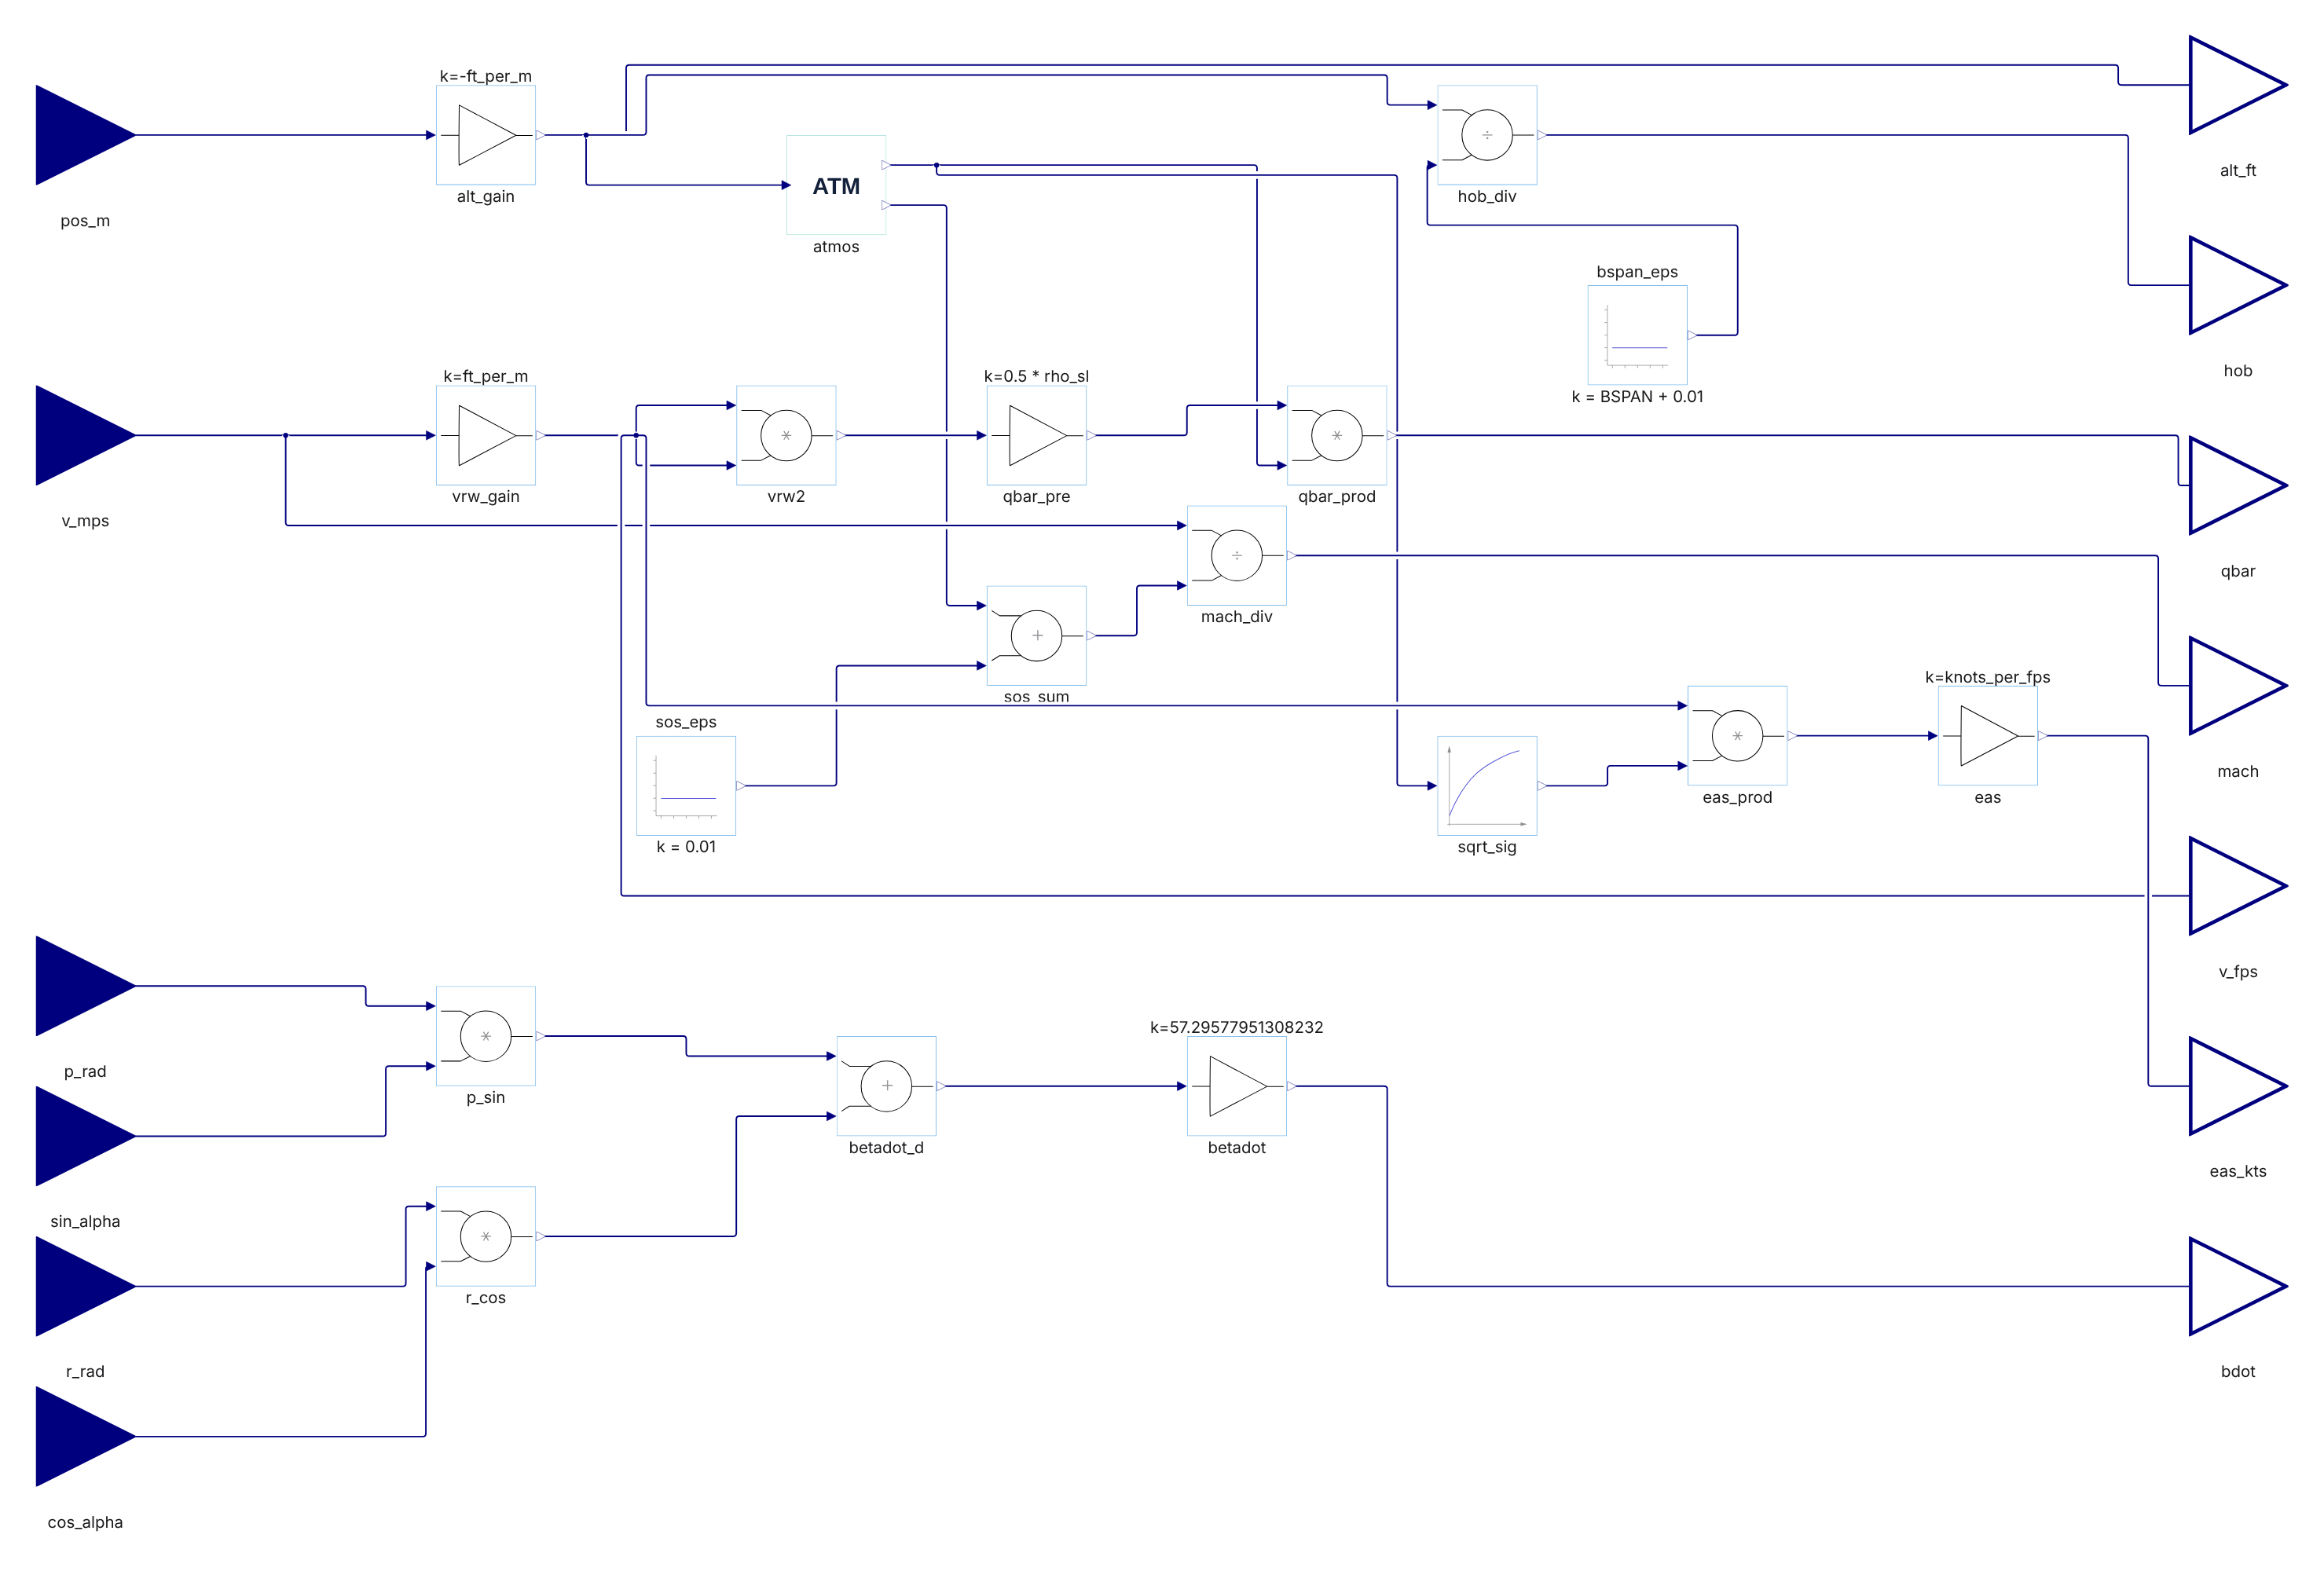 k=-ft_per_m
alt_gain
pos_m
ATM
atmos
÷
hob_div
alt_ft
bspan_eps
k = BSPAN + 0.01
hob
k=ft_per_m
vrw_gain
v_mps
*
vrw2
k=0.5 * rho_sl
qbar_pre
*
qbar_prod
qbar
÷
mach_div
+
sos_sum
sos_eps
k = 0.01
sqrt_sig
*
eas_prod
k=knots_per_fps
eas
mach
v_fps
p_rad
*
p_sin
sin_alpha
+
betadot_d
k=57.29577951308232
betadot
eas_kts
*
r_cos
r_rad
bdot
cos_alpha